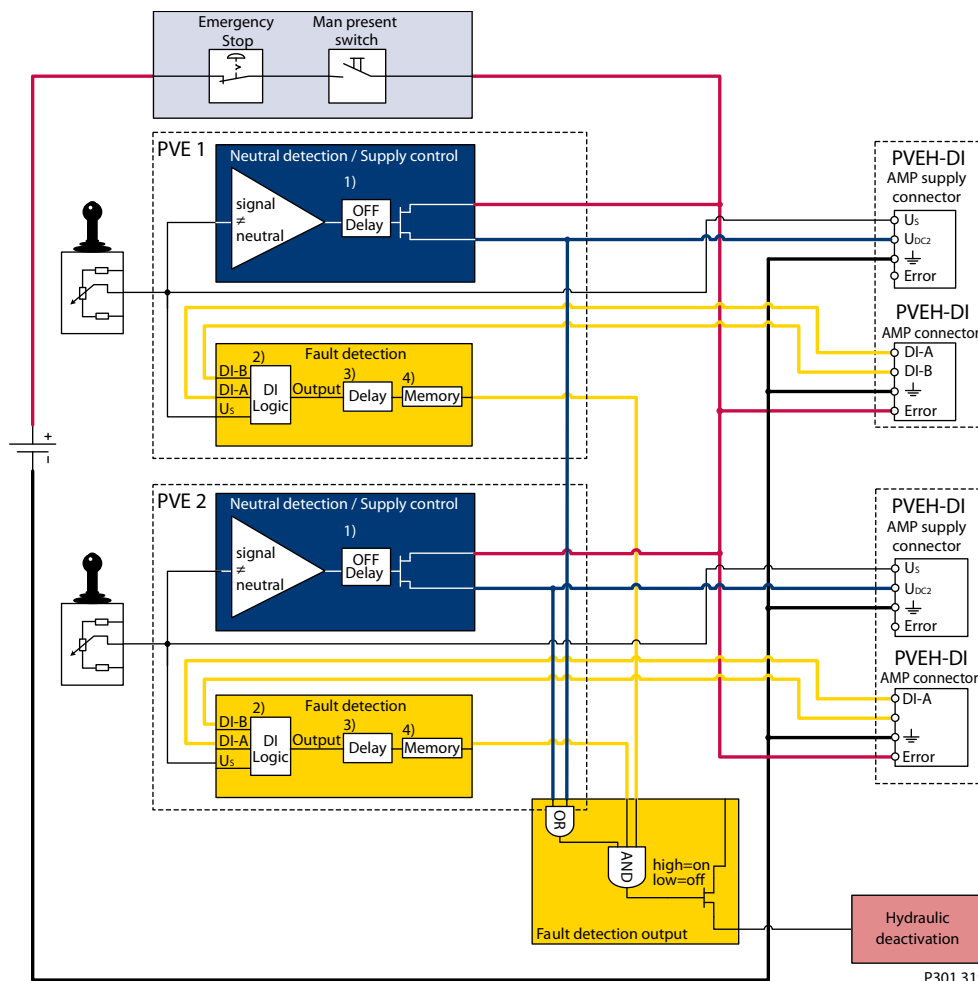 Emergency
Stop
Man present
switch
PVE 1
Neutral detection / Supply control
1)
signal
≠
neutral
OFF
Delay
PVEH-DI
AMP supply
connector
Us
UDC2
Error
+
−
Fault detection
2)
3)
4)
DI-B
DI-A
Us
DI
Logic
Output
Delay
Memory
PVEH-DI
AMP connector
DI-A
DI-B
Error
PVE 2
Neutral detection / Supply control
1)
signal
≠
neutral
OFF
Delay
PVEH-DI
AMP supply
connector
Us
UDC2
Error
Fault detection
2)
3)
4)
DI-B
DI-A
Us
DI
Logic
Output
Delay
Memory
PVEH-DI
AMP connector
DI-A
Error
OR
AND
high=on
low=off
Fault detection output
Hydraulic
deactivation